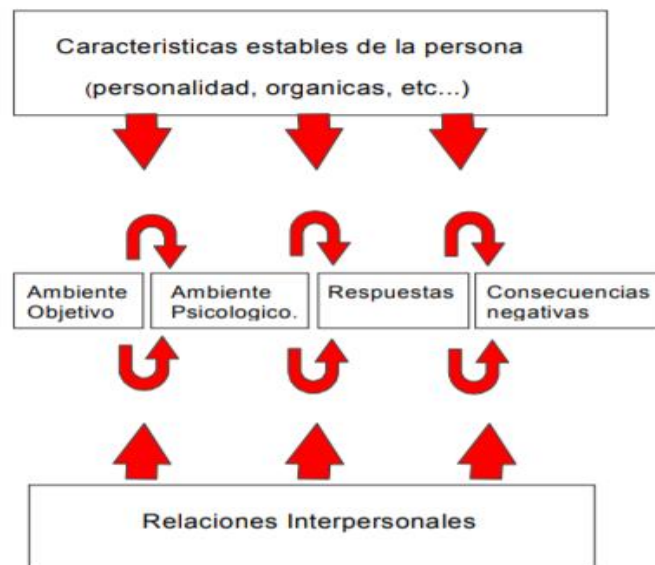 Caracteristicas estables de la persona
(personalidad, organicas, etc...)
Ambiente
Objetivo
Ambiente
Psicologico.
Respuestas
Consecuencias
negativas
Relaciones Interpersonales